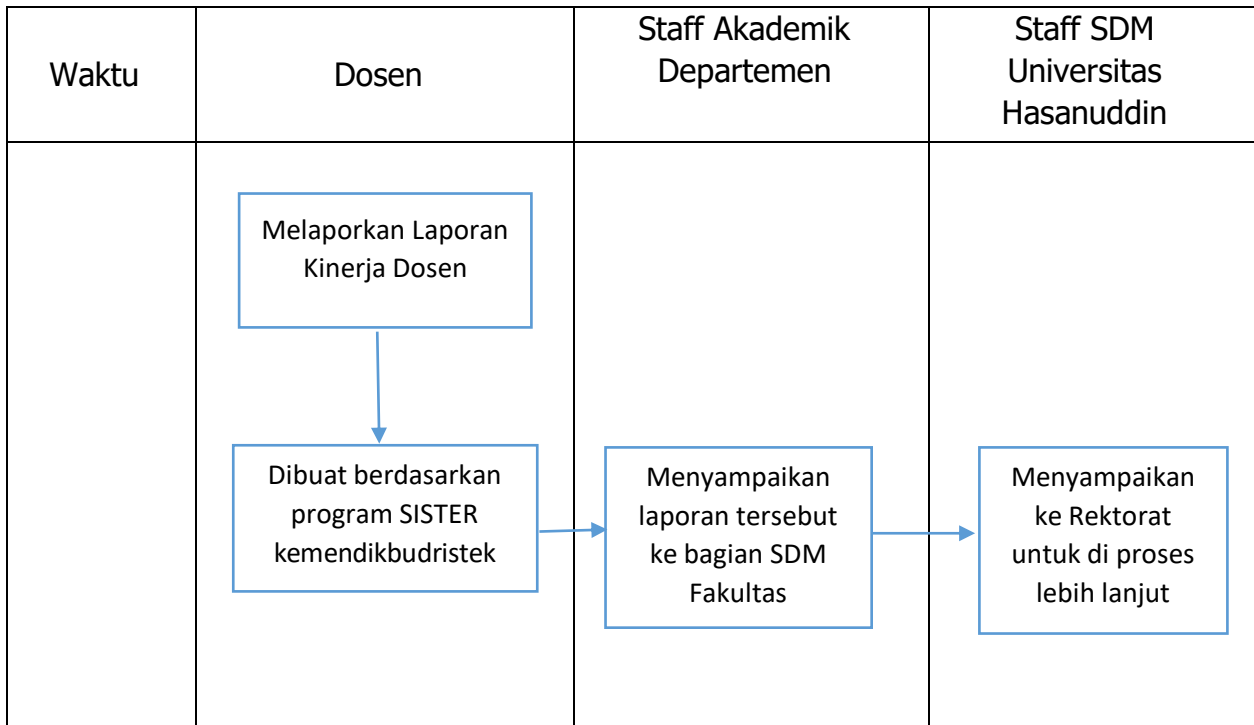 Waktu
Dosen
Staff Akademik
Departemen
Staff SDM
Universitas
Hasanuddin
Melaporkan Laporan
Kinerja Dosen
Dibuat berdasarkan
program SISTER
kemendikbudristek
Menyampaikan
laporan tersebut
ke bagian SDM
Fakultas
Menyampaikan
ke Rektorat
untuk di proses
lebih lanjut